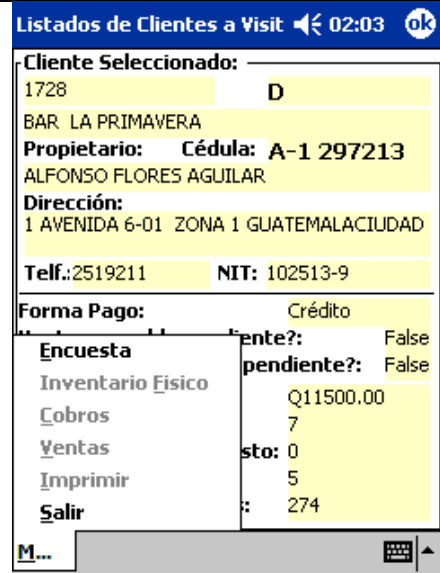 Listados de Clientes a Visit 02:03 ok
Cliente Seleccionado:
1728 D
BAR LA PRIMAVERA
Propietario: Cédula: A-1 297213
ALFONSO FLORES AGUILAR
Dirección:
1 AVENIDA 6-01 ZONA 1 GUATEMALACIUDAD
Telf.: 2519211 NIT: 102513-9
Forma Pago: Crédito
ente?: False
Encuesta
pendiente?: False
Inventario Fisico
Q11500.00
Cobros
7
Ventas
sto: 0
Imprimir
5
Salir
: 274
M...